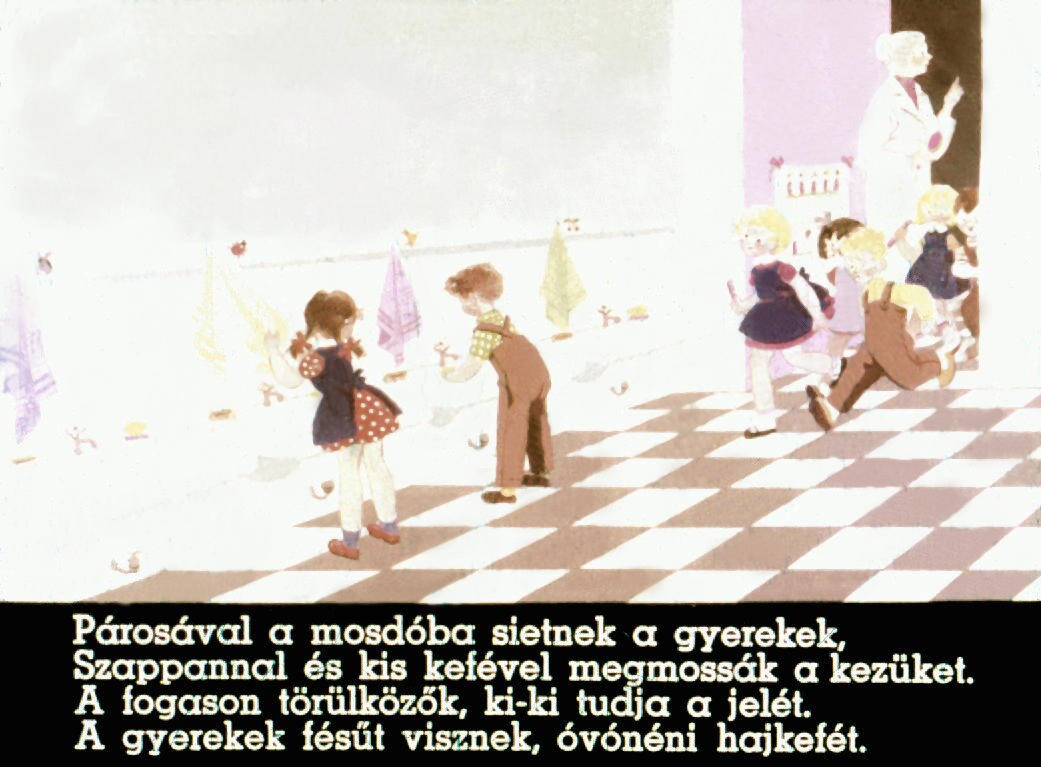 Párosával a mosdóba sietnek a gyerekek,
Szappannal és kis kefével megmossák a kezüket.
A fogason törülközők, ki-ki tudja a jelét.
A gyerekek fésűt visznek, óvónéni hajkefét.